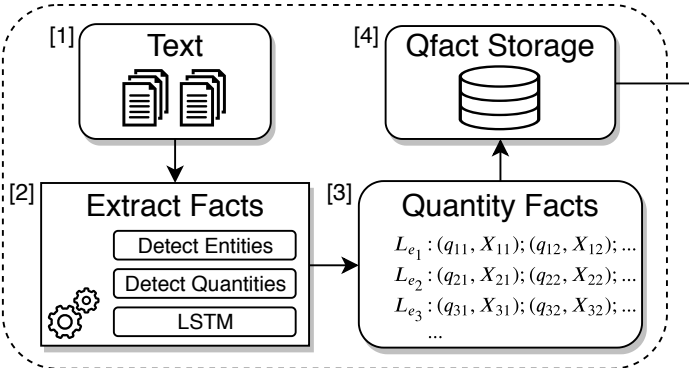 [1] Text
[4] Qfact Storage
[2] Extract Facts
Detect Entities
Detect Quantities
LSTM
[3] Quantity Facts
L_{e_1} : (q_{11}, X_{11}); (q_{12}, X_{12}); ...
L_{e_2} : (q_{21}, X_{21}); (q_{22}, X_{22}); ...
L_{e_3} : (q_{31}, X_{31}); (q_{32}, X_{32}); ...
...